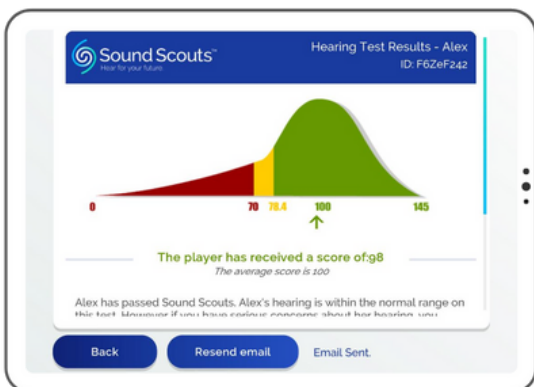 Sound Scouts™
Hear for your future
Hearing Test Results - Alex
ID: F6ZeF242
0 70 78.4 100 145
The player has received a score of:98
The average score is 100
Alex has passed Sound Scouts. Alex's hearing is within the normal range on
this test. However if you have serious concerns about her hearing, you
Back
Resend email
Email Sent.